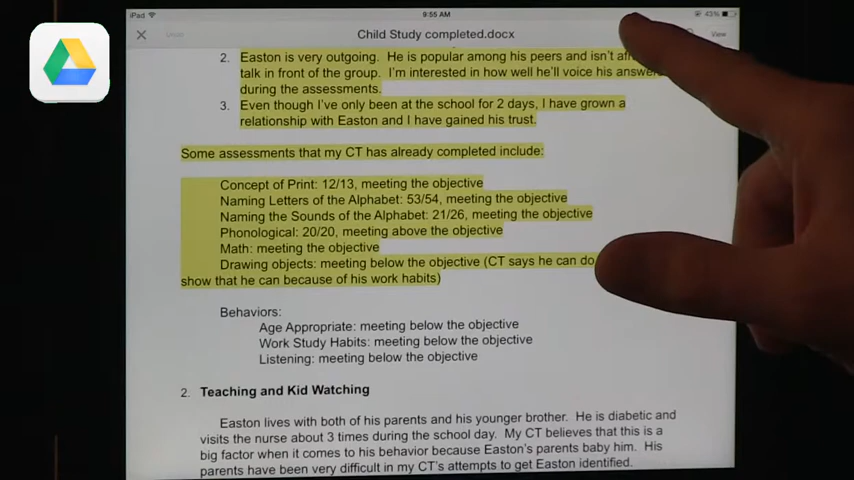 iPad
9:55 AM
43%
Undo
Child Study completed.docx
View
2. Easton is very outgoing. He is popular among his peers and isn't
talk in front of the group. I'm interested in how well he'll voice his answers
during the assessments.
3. Even though I've only been at the school for 2 days, I have grown a
relationship with Easton and I have gained his trust.
Some assessments that my CT has already completed include:
Concept of Print: 12/13, meeting the objective
Naming Letters of the Alphabet: 53/54, meeting the objective
Naming the Sounds of the Alphabet: 21/26, meeting the objective
Phonological: 20/20, meeting above the objective
Math: meeting the objective
Drawing objects: meeting below the objective (CT says he can do
show that he can because of his work habits)
Behaviors:
Age Appropriate: meeting below the objective
Work Study Habits: meeting below the objective
Listening: meeting below the objective
2. Teaching and Kid Watching
Easton lives with both of his parents and his younger brother. He is diabetic and
visits the nurse about 3 times during the school day. My CT believes that this is a
big factor when it comes to his behavior because Easton's parents baby him. His
parents have been very difficult in my CT's attempts to get Easton identified.